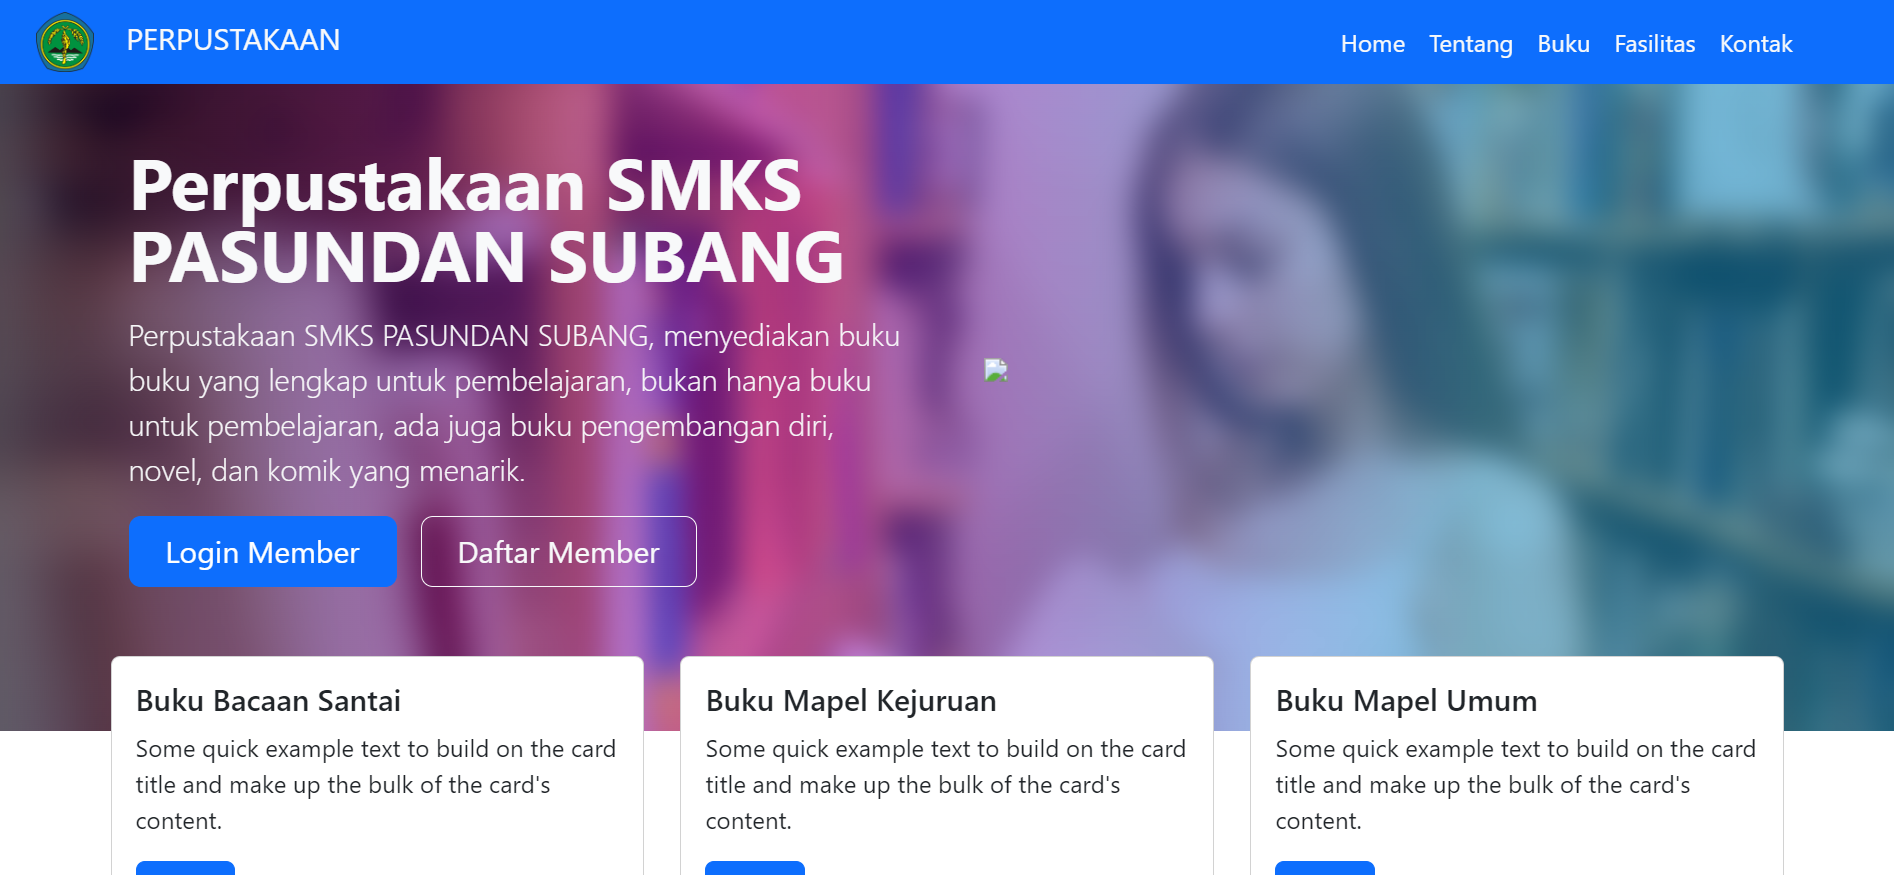 PERPUSTAKAAN
Home Tentang Buku Fasilitas Kontak
Perpustakaan SMKS
PASUNDAN SUBANG
Perpustakaan SMKS PASUNDAN SUBANG, menyediakan buku
buku yang lengkap untuk pembelajaran, bukan hanya buku
untuk pembelajaran, ada juga buku pengembangan diri,
novel, dan komik yang menarik.
Login Member
Daftar Member
Buku Bacaan Santai
Some quick example text to build on the card
title and make up the bulk of the card's
content.
Buku Mapel Kejuruan
Some quick example text to build on the card
title and make up the bulk of the card's
content.
Buku Mapel Umum
Some quick example text to build on the card
title and make up the bulk of the card's
content.